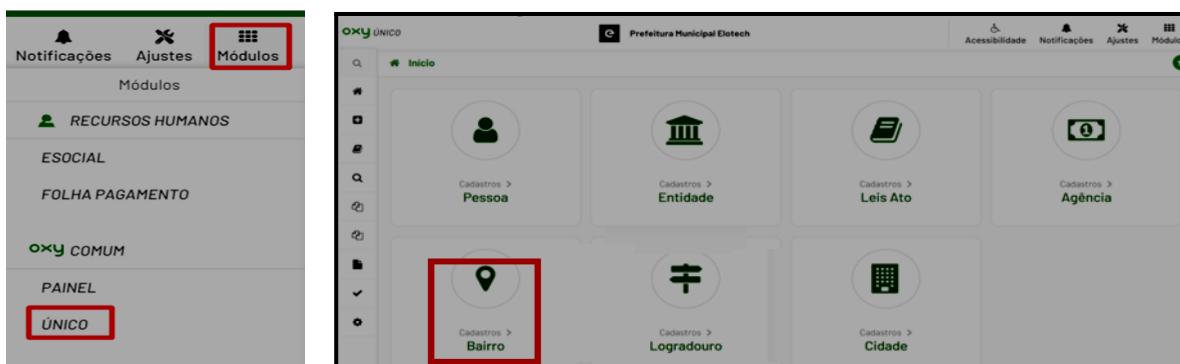 Notificações Ajustes Módulos
Módulos
RECURSOS HUMANOS
ESOCIAL
FOLHA PAGAMENTO
oxy COMUM
PAINEL
ÚNICO
oxy ÚNICO
Prefeitura Municipal Elotech
Acessibilidade Notificações Ajustes Módulo
Início
Cadastros >
Pessoa
Cadastros >
Entidade
Cadastros >
Leis Ato
Cadastros >
Agência
Cadastros >
Bairro
Cadastros >
Logradouro
Cadastros >
Cidade